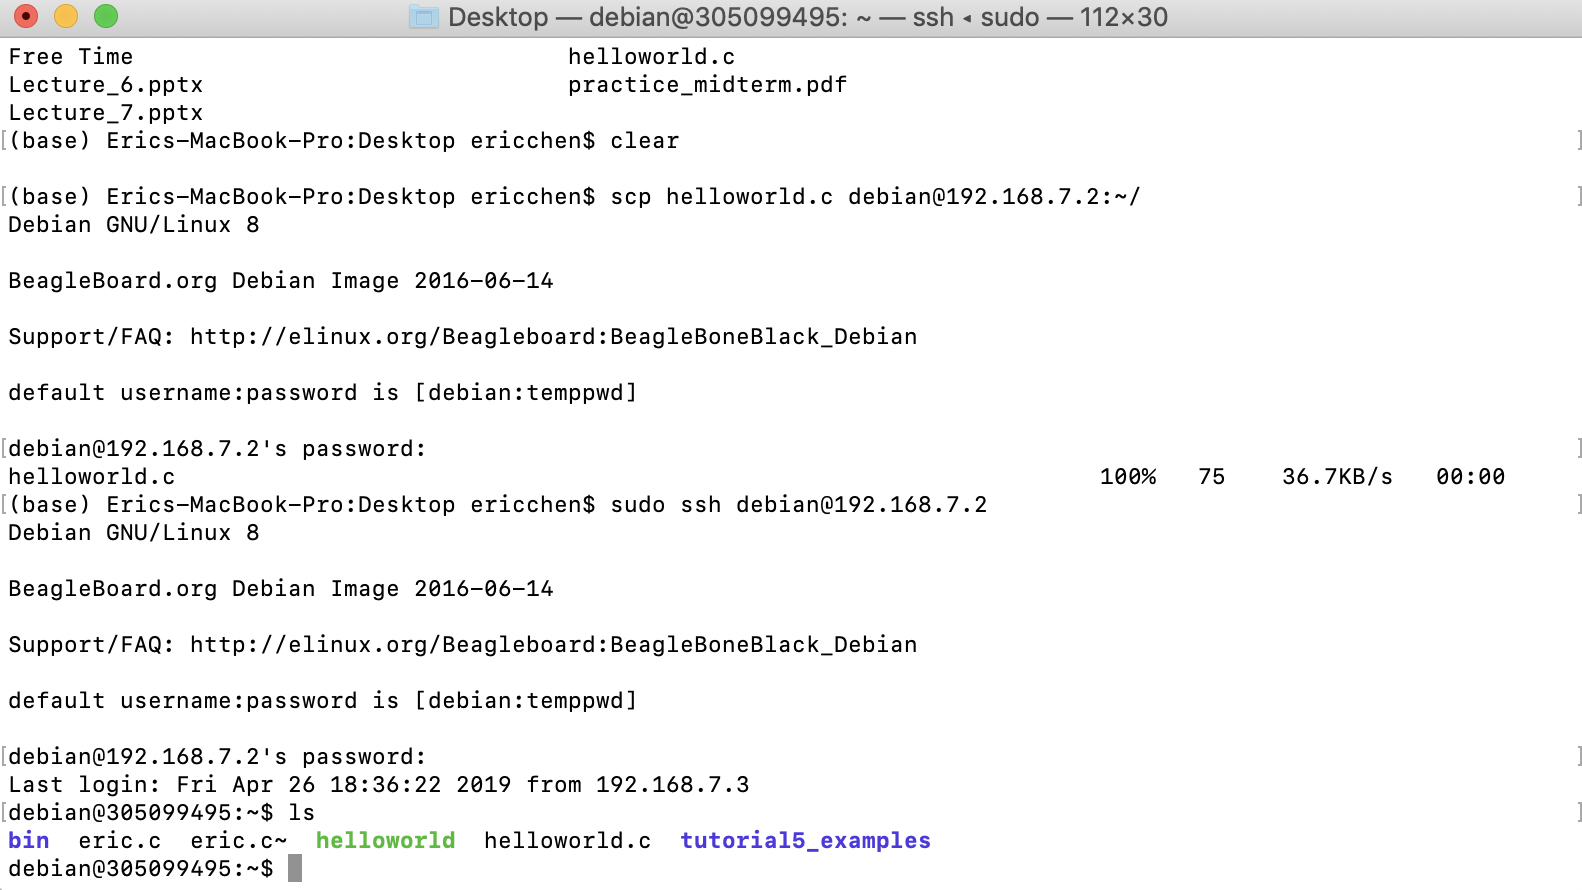 Desktop — debian@305099495: ~ — ssh ◂ sudo — 112×30
Free Time helloworld.c
Lecture_6.pptx practice_midterm.pdf
Lecture_7.pptx
[(base) Erics-MacBook-Pro:Desktop ericchen$ clear ]
[(base) Erics-MacBook-Pro:Desktop ericchen$ scp helloworld.c debian@192.168.7.2:~/ ]
Debian GNU/Linux 8
BeagleBoard.org Debian Image 2016-06-14
Support/FAQ: http://elinux.org/Beagleboard:BeagleBoneBlack_Debian
default username:password is [debian:temppwd]
[debian@192.168.7.2's password: ]
helloworld.c 100% 75 36.7KB/s 00:00
[(base) Erics-MacBook-Pro:Desktop ericchen$ sudo ssh debian@192.168.7.2 ]
Debian GNU/Linux 8
BeagleBoard.org Debian Image 2016-06-14
Support/FAQ: http://elinux.org/Beagleboard:BeagleBoneBlack_Debian
default username:password is [debian:temppwd]
[debian@192.168.7.2's password: ]
Last login: Fri Apr 26 18:36:22 2019 from 192.168.7.3
[debian@305099495:~$ ls ]
bin eric.c eric.c~ helloworld helloworld.c tutorial5_examples
debian@305099495:~$